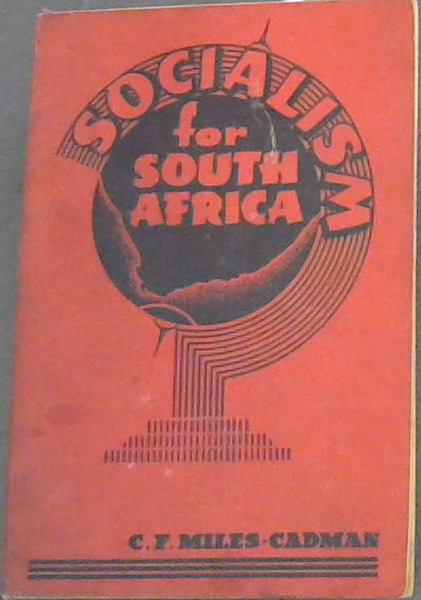 SOCIALISM
for
SOUTH
AFRICA
C. F. MILES-CADMAN